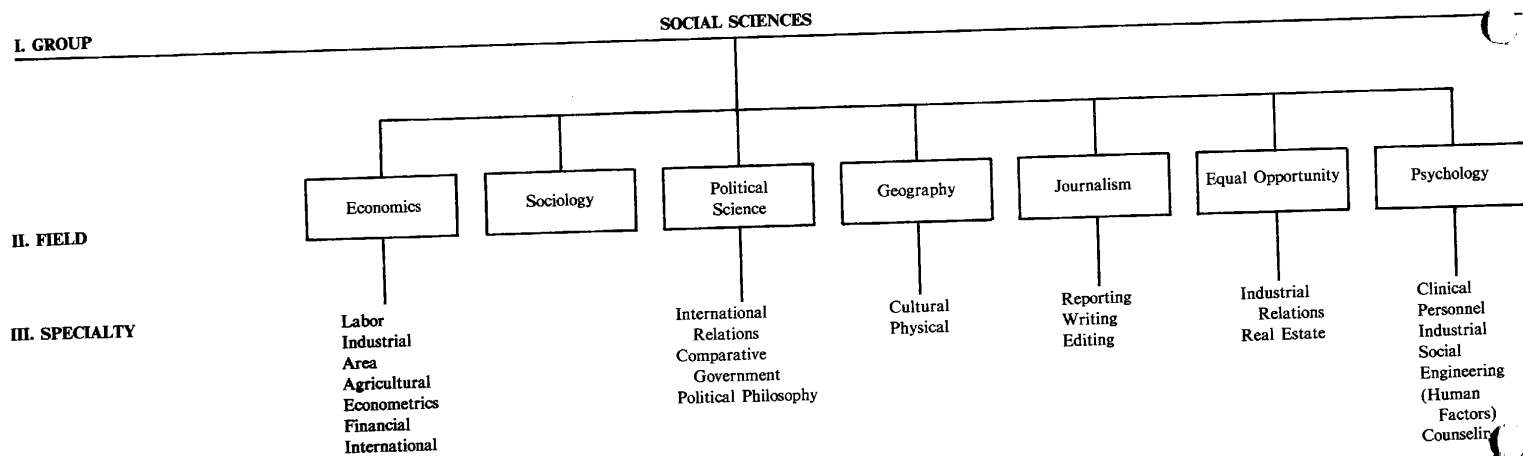 SOCIAL SCIENCES
I. GROUP
Economics
Sociology
Political
Science
Geography
Journalism
Equal Opportunity
Psychology
II. FIELD
III. SPECIALTY
Labor
Industrial
Area
Agricultural
Econometrics
Financial
International
International
Relations
Comparative
Government
Political Philosophy
Cultural
Physical
Reporting
Writing
Editing
Industrial
Relations
Real Estate
Clinical
Personnel
Industrial
Social
Engineering
(Human
Factors)